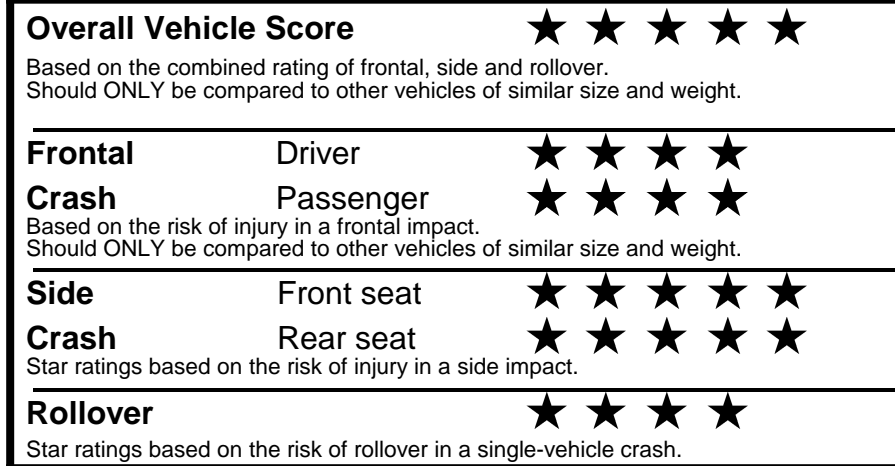 Overall Vehicle Score ★ ★ ★ ★ ★
Based on the combined rating of frontal, side and rollover.
Should ONLY be compared to other vehicles of similar size and weight.
Frontal Driver ★ ★ ★ ★
Crash Passenger ★ ★ ★ ★
Based on the risk of injury in a frontal impact.
Should ONLY be compared to other vehicles of similar size and weight.
Side Front seat ★ ★ ★ ★ ★
Crash Rear seat ★ ★ ★ ★ ★
Star ratings based on the risk of injury in a side impact.
Rollover ★ ★ ★ ★
Star ratings based on the risk of rollover in a single-vehicle crash.